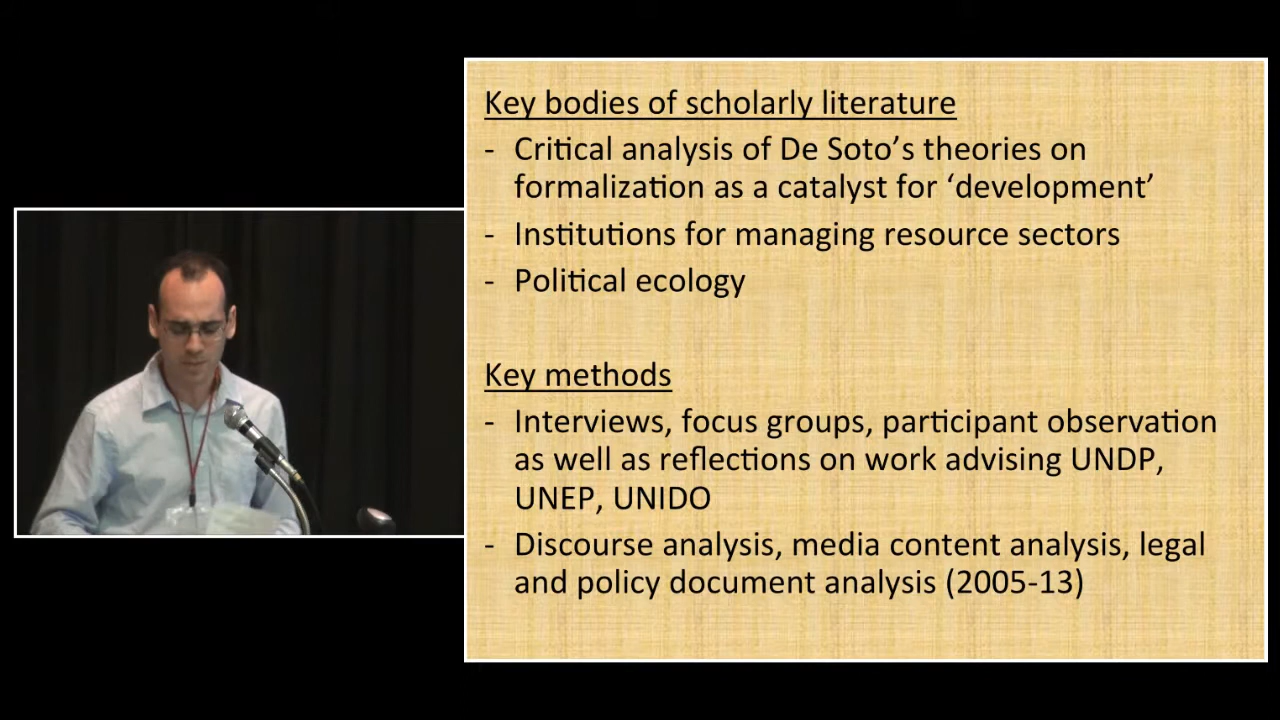 Key bodies of scholarly literature
- Critical analysis of De Soto’s theories on
formalization as a catalyst for ‘development’
- Institutions for managing resource sectors
- Political ecology
Key methods
- Interviews, focus groups, participant observation
as well as reflections on work advising UNDP,
UNEP, UNIDO
- Discourse analysis, media content analysis, legal
and policy document analysis (2005-13)